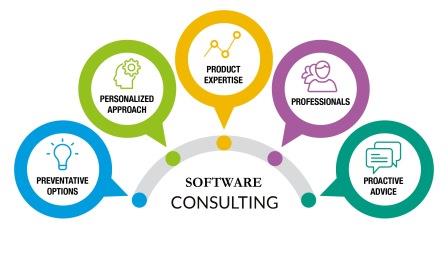 PREVENTATIVE
OPTIONS
PERSONALIZED
APPROACH
PRODUCT
EXPERTISE
PROFESSIONALS
PROACTIVE
ADVICE
SOFTWARE
CONSULTING